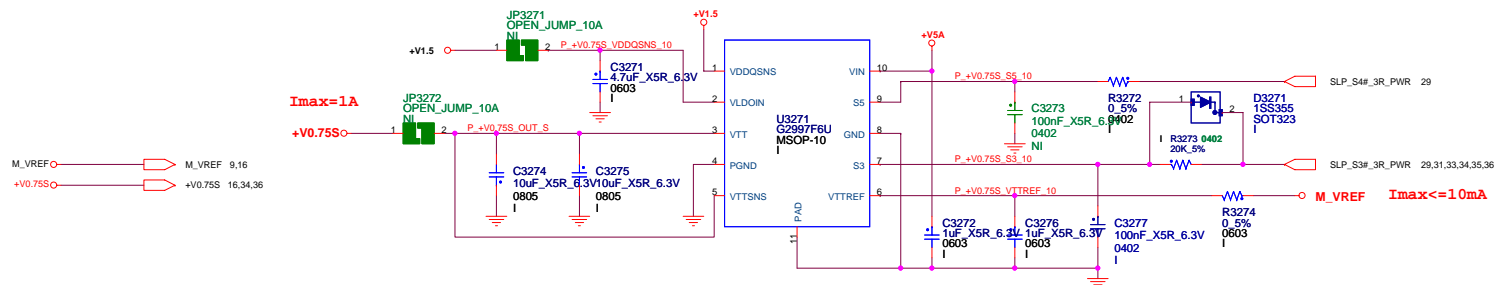 JP3271
OPEN_JUMP_10A
NI
+V1.5
1
2
P_+V0.75S_VDDQSNS_10
+V1.5
C3271
4.7uF_X5R_6.3V
0603
I
Imax=1A
JP3272
OPEN_JUMP_10A
NI
+V0.75S
1
2
P_+V0.75S_OUT_S
M_VREF
M_VREF 9,16
+V0.75S
+V0.75S 16,34,36
C3274
10uF_X5R_6.3V
0805
I
C3275
10uF_X5R_6.3V
0805
I
1
VDDQSNS
2
VLDOIN
3
VTT
4
PGND
5
VTTSNS
U3271
G2997F6U
MSOP-10
I
VIN
10
S5
9
GND
8
S3
7
VTTREF
6
PAD
11
+V5A
P_+V0.75S_S5_10
C3273
100nF_X5R_6.3V
0402
NI
R3272
0_5%
0402
I
SLP_S4#_3R_PWR 29
D3271
1SS355
SOT323
1
2
I
R3273 0402
20K_5%
P_+V0.75S_S3_10
SLP_S3#_3R_PWR 29,31,33,34,35,36
P_+V0.75S_VTTREF_10
R3274
0_5%
0603
I
M_VREF
Imax<=10mA
C3272
1uF_X5R_6.3V
0603
I
C3276
1uF_X5R_6.3V
0603
I
C3277
100nF_X5R_6.3V
0402
I